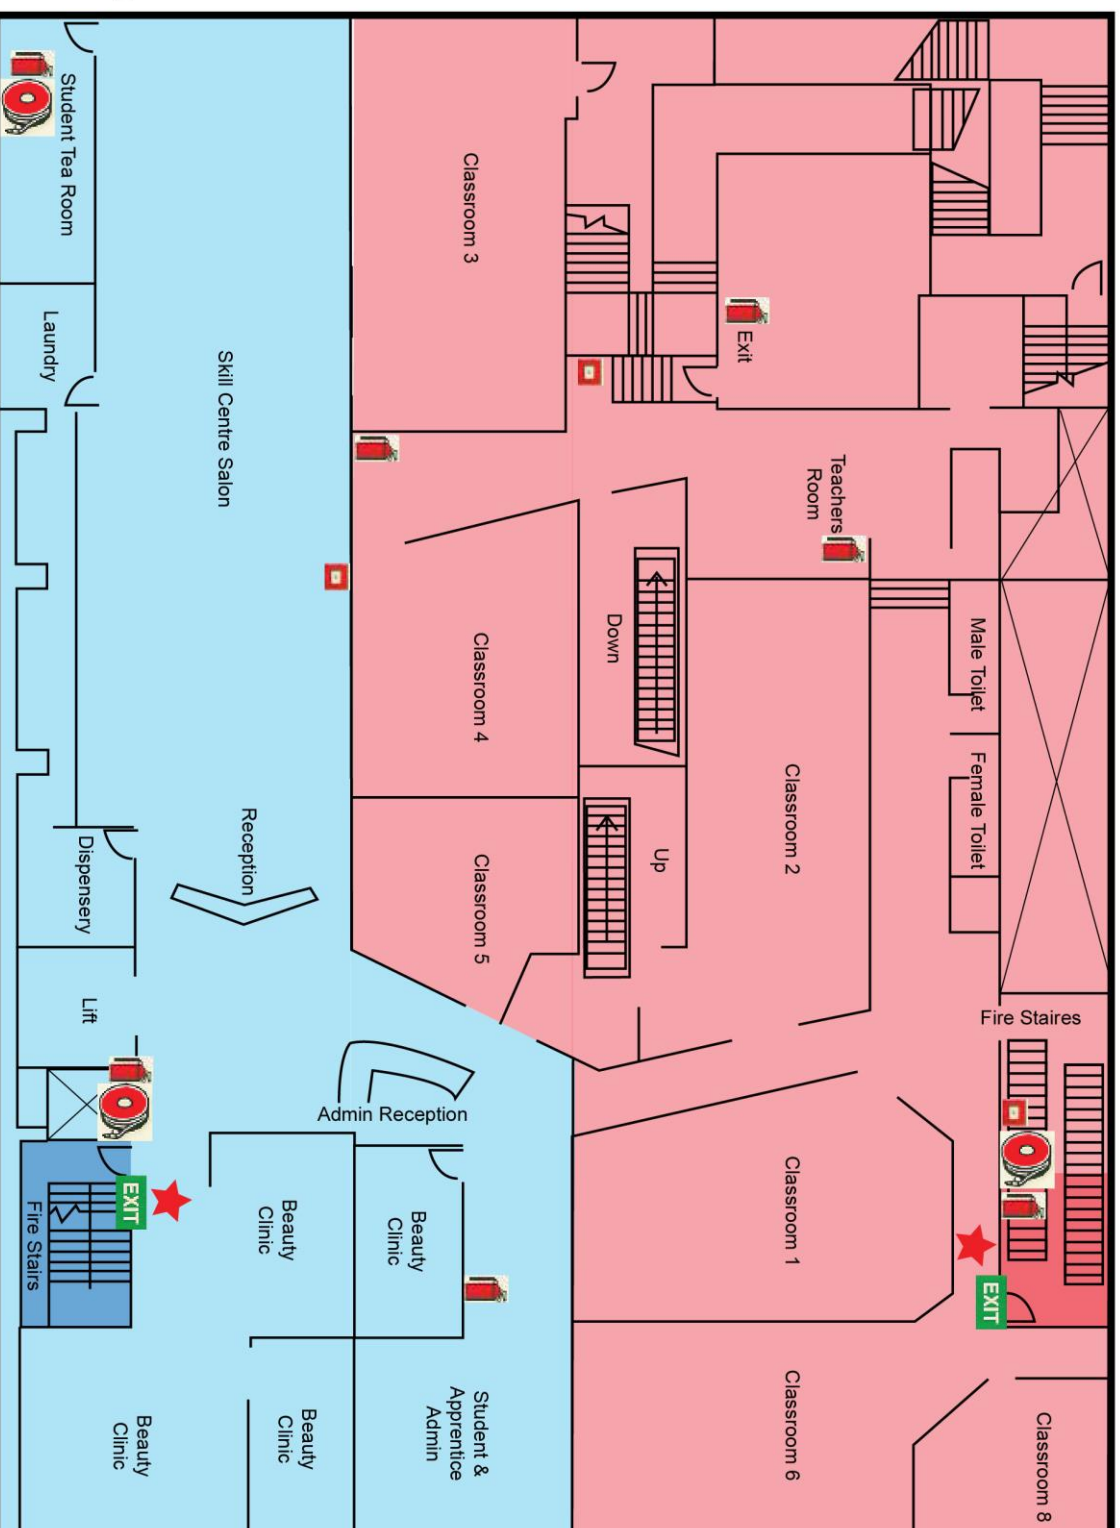 Student Tea Room
Laundry
Skill Centre Salon
Classroom 3
Exit
Teachers
Room
Down
Classroom 4
Male Toilet
Female Toilet
Classroom 2
Up
Reception
Dispensery
Classroom 5
Lift
Fire Staires
Admin Reception
EXIT
Fire Stairs
Beauty
Clinic
Beauty
Clinic
Classroom 1
EXIT
Beauty
Clinic
Beauty
Clinic
Student &
Apprentice
Admin
Classroom 6
Classroom 8